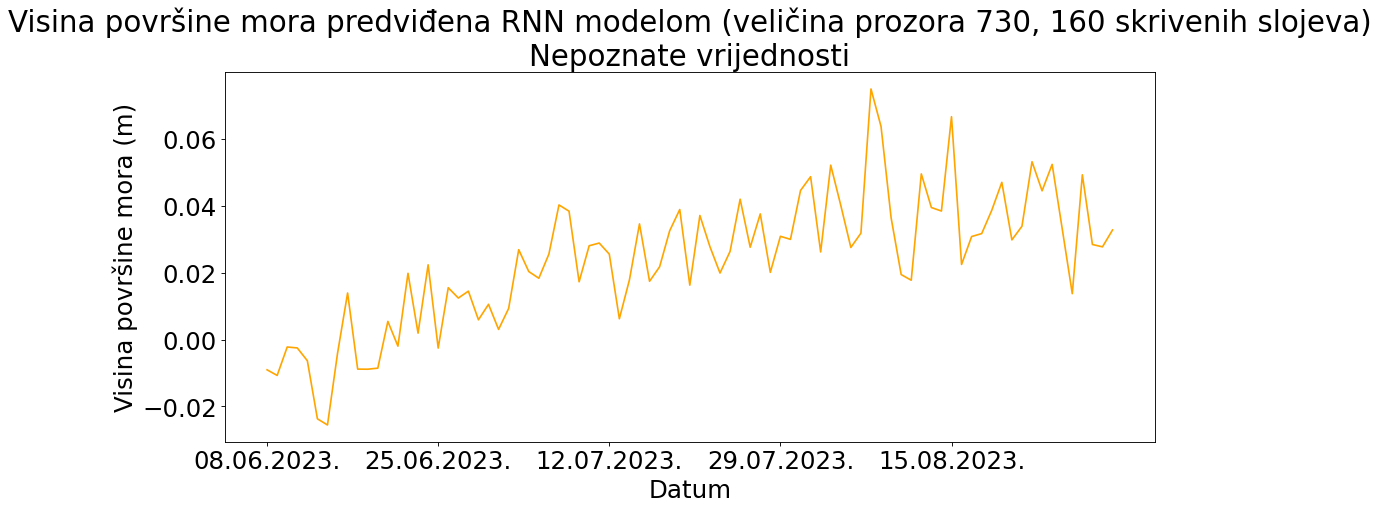 Visina površine mora predviđena RNN modelom (veličina prozora 730, 160 skrivenih slojeva)
Nepoznate vrijednosti
Visina površine mora (m)
0.06
0.04
0.02
0.00
−0.02
08.06.2023. 25.06.2023. 12.07.2023. 29.07.2023. 15.08.2023.
Datum